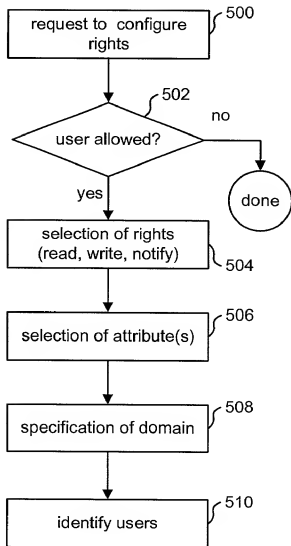 request to configure
rights
500
502
user allowed?
no
done
yes
selection of rights
(read, write, notify)
504
selection of attribute(s)
506
specification of domain
508
identify users
510